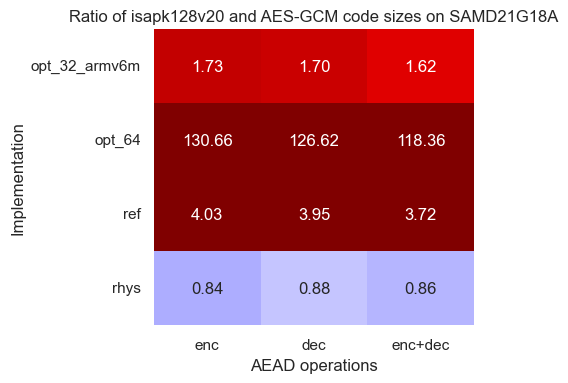 Ratio of isapk128v20 and AES-GCM code sizes on SAMD21G18A
opt_32_armv6m 1.73 1.70 1.62
opt_64 130.66 126.62 118.36
Implementation
ref 4.03 3.95 3.72
rhys 0.84 0.88 0.86
enc dec enc+dec
AEAD operations